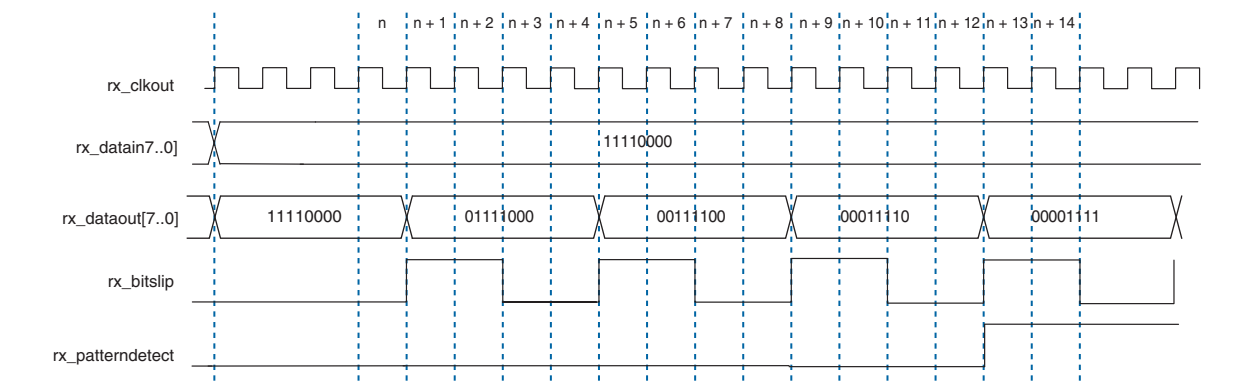 n n + 1 n + 2 n + 3 n + 4 n + 5 n + 6 n + 7 n + 8 n + 9 n + 10 n + 11 n + 12 n + 13 n + 14
rx_clkout
rx_datain7..0] 11110000
rx_dataout[7..0] 11110000 01111000 00111100 00011110 00001111
rx_bitslip
rx_patterndetect